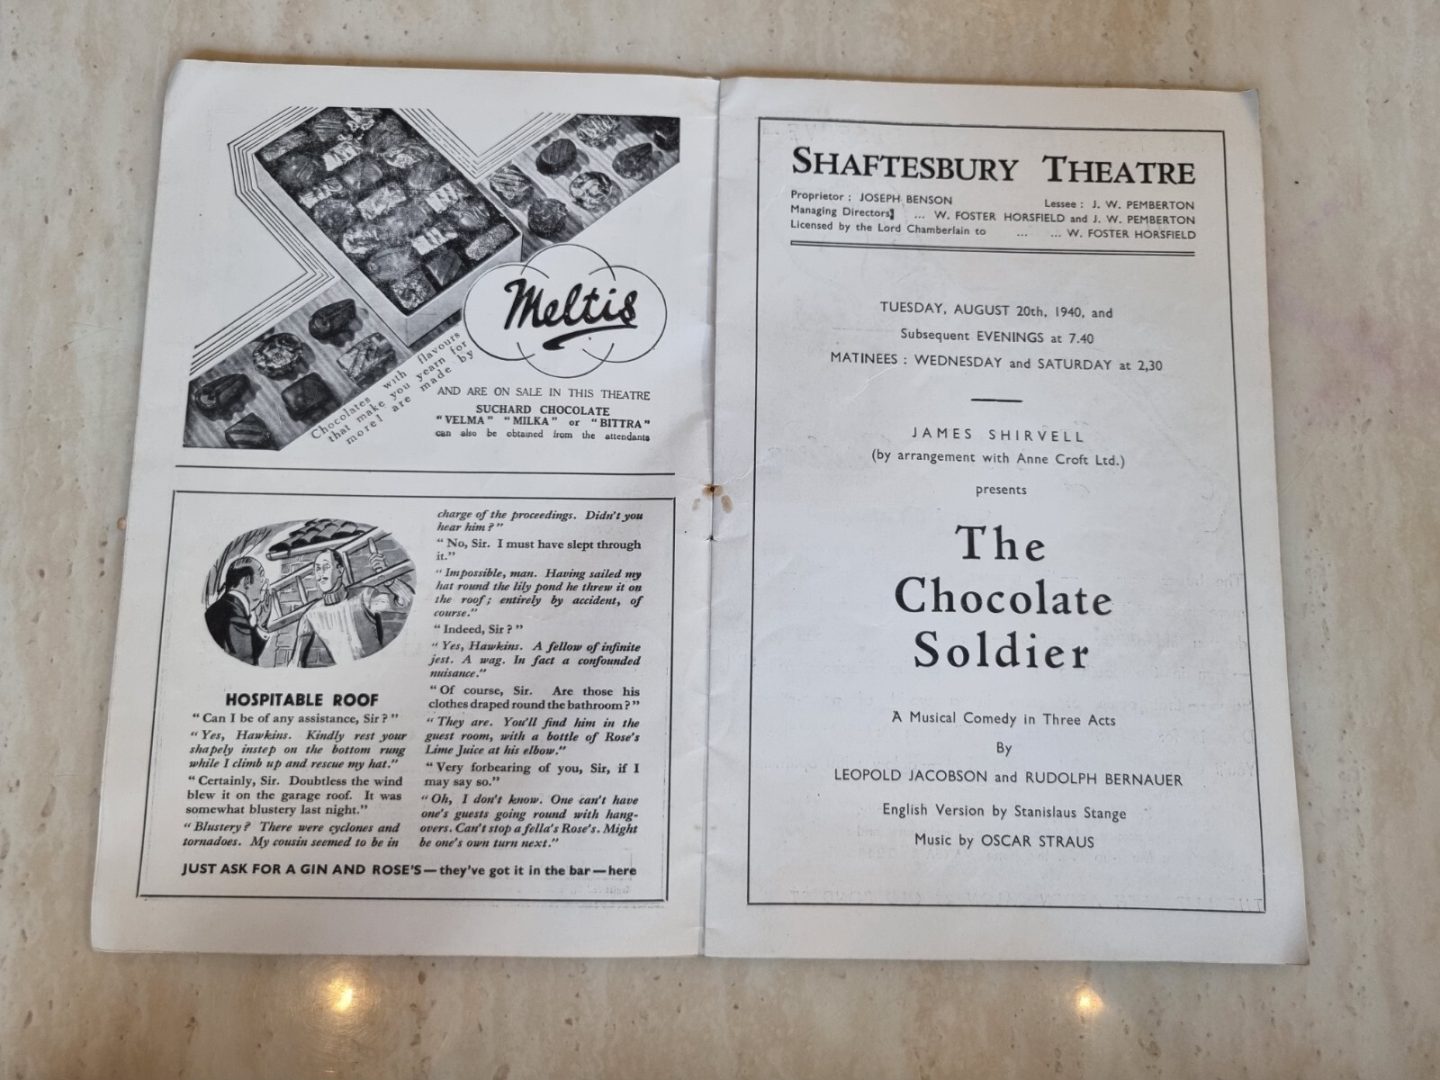 Chocolates with flavours
that make you yearn for
more! are made by
Meltis
AND ARE ON SALE IN THIS THEATRE
SUCHARD CHOCOLATE
"VELMA" "MILKA" or "BITTRA"
can also be obtained from the attendants
HOSPITABLE ROOF
"Can I be of any assistance, Sir?"
"Yes, Hawkins. Kindly rest your
shapely instep on the bottom rung
while I climb up and rescue my hat."
"Certainly, Sir. Doubtless the wind
blew it on the garage roof. It was
somewhat blustery last night."
"Blustery? There were cyclones and
tornadoes. My cousin seemed to be in
charge of the proceedings. Didn't you
hear him?"
"No, Sir. I must have slept through
it."
"Impossible, man. Having sailed my
hat round the lily pond he threw it on
the roof; entirely by accident, of
course."
"Indeed, Sir?"
"Yes, Hawkins. A fellow of infinite
jest. A wag. In fact a confounded
nuisance."
"Of course, Sir. Are those his
clothes draped round the bathroom?"
"They are. You'll find him in the
guest room, with a bottle of Rose's
Lime Juice at his elbow."
"Very forbearing of you, Sir, if I
may say so."
"Oh, I don't know. One can't have
one's guests going round with hang-
overs. Can't stop a fella's Rose's. Might
be one's own turn next."
JUST ASK FOR A GIN AND ROSE'S—they've got it in the bar—here
SHAFTESBURY THEATRE
Proprietor: JOSEPH BENSON Lessee: J. W. PEMBERTON
Managing Directors: ... W. FOSTER HORSFIELD and J. W. PEMBERTON
Licensed by the Lord Chamberlain to ... ... W. FOSTER HORSFIELD
TUESDAY, AUGUST 20th, 1940, and
Subsequent EVENINGS at 7.40
MATINEES: WEDNESDAY and SATURDAY at 2,30
JAMES SHIRVELL
(by arrangement with Anne Croft Ltd.)
presents
The
Chocolate
Soldier
A Musical Comedy in Three Acts
By
LEOPOLD JACOBSON and RUDOLPH BERNAUER
English Version by Stanislaus Stange
Music by OSCAR STRAUS